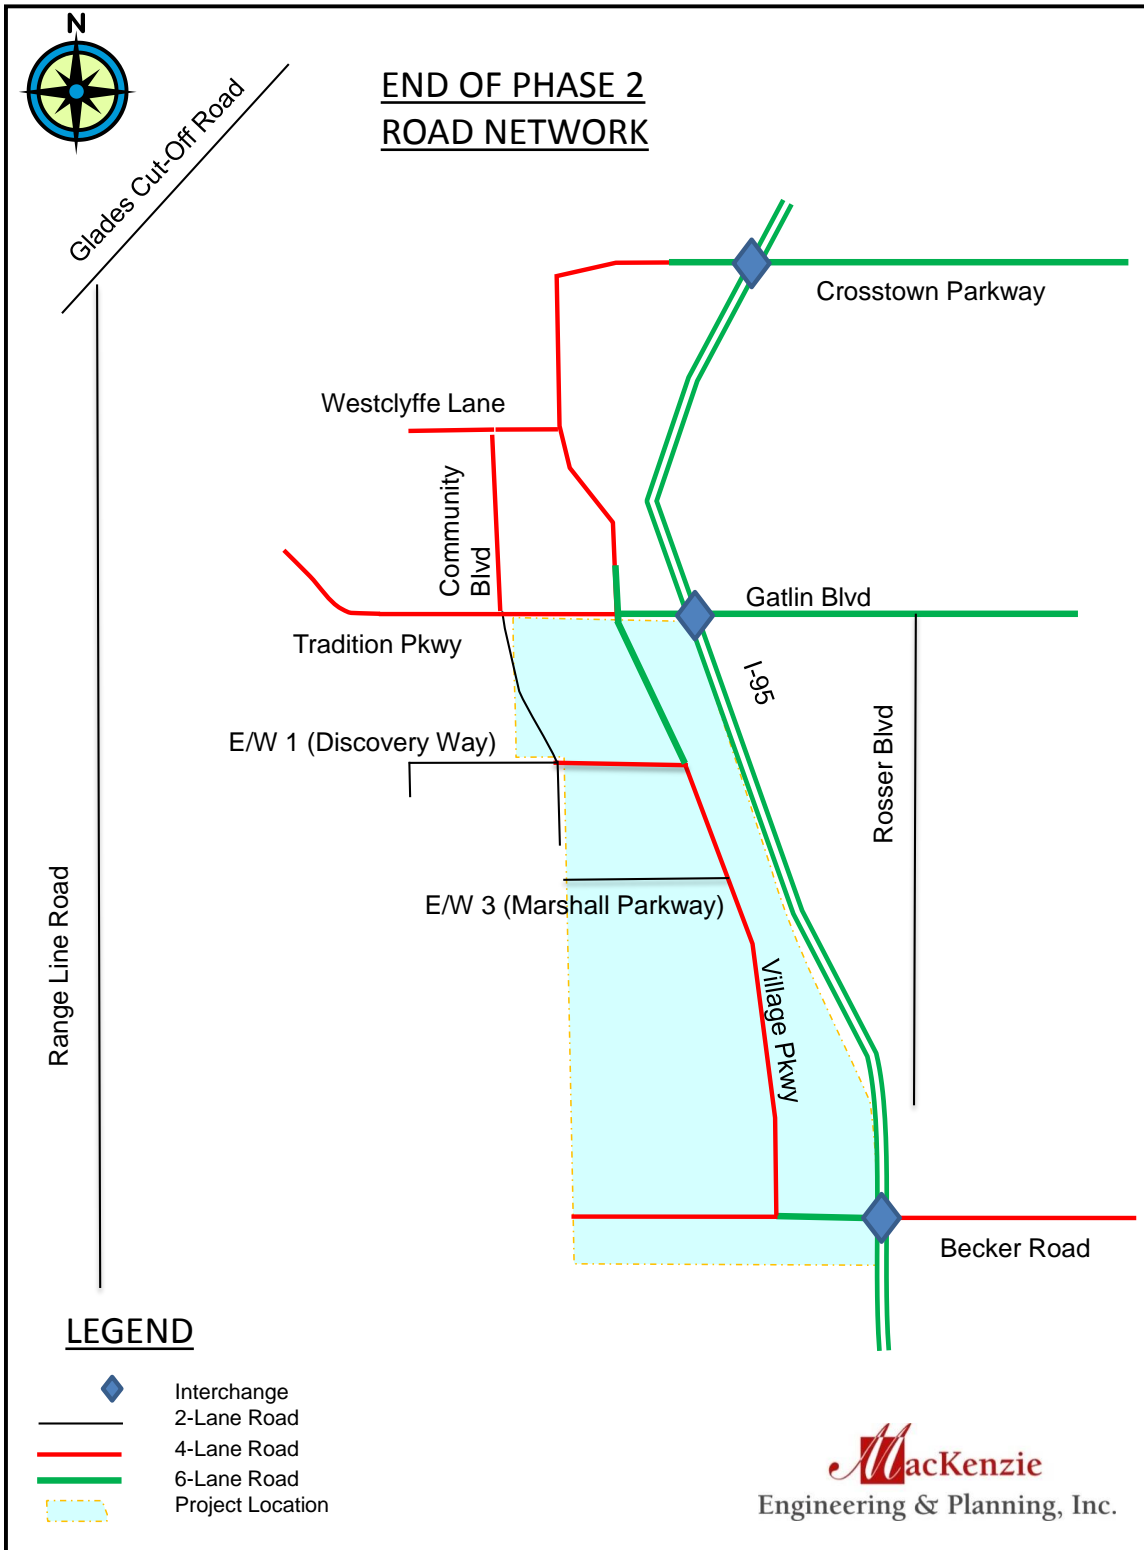 N
END OF PHASE 2
ROAD NETWORK
Glades Cut-Off Road
Crosstown Parkway
Westclyffe Lane
Community
Blvd
Gatlin Blvd
Tradition Pkwy
I-95
E/W 1 (Discovery Way)
Rosser Blvd
E/W 3 (Marshall Parkway)
Range Line Road
Village Pkwy
Becker Road
LEGEND
Interchange
2-Lane Road
4-Lane Road
6-Lane Road
Project Location
MacKenzie
Engineering & Planning, Inc.